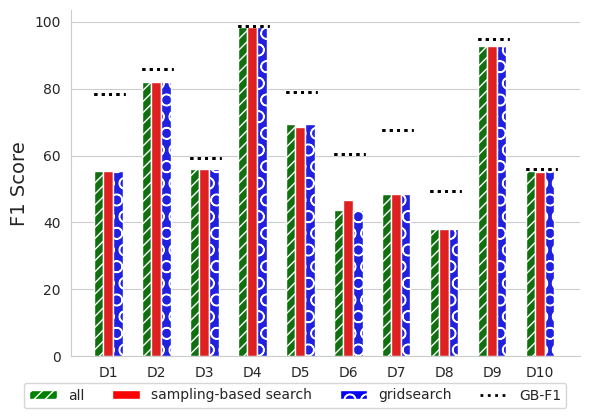 100
80
60
40
20
0
F1 Score
D1 D2 D3 D4 D5 D6 D7 D8 D9 D10
all sampling-based search gridsearch GB-F1